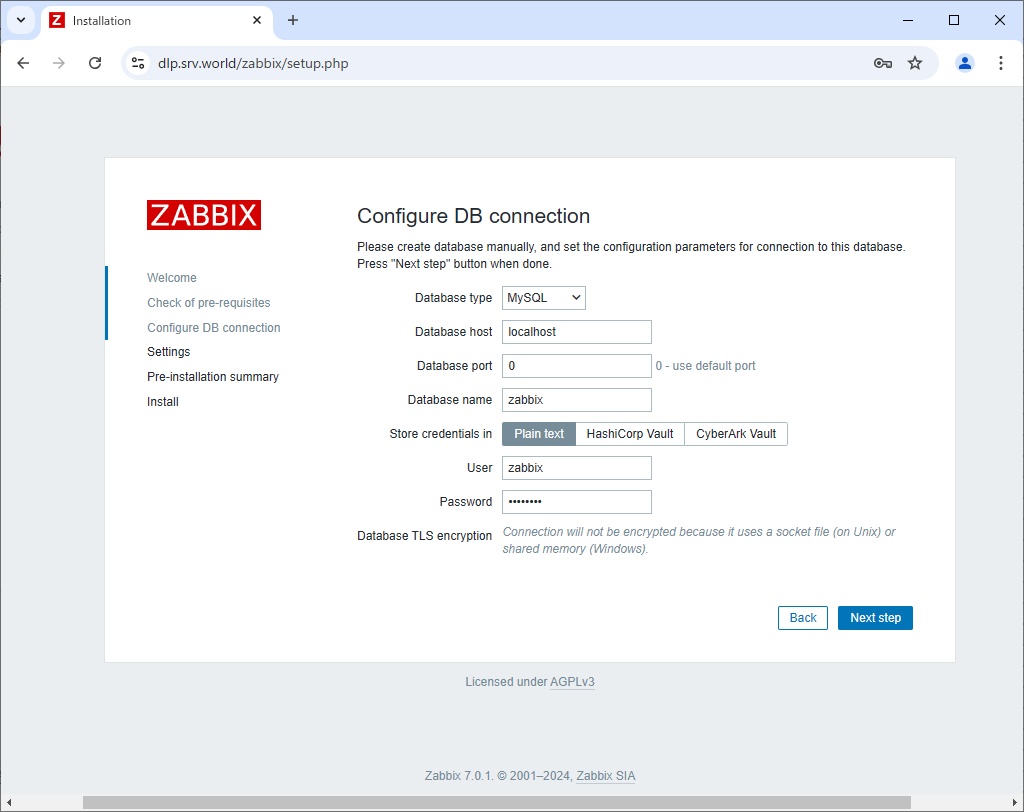 Z Installation
dlp.srv.world/zabbix/setup.php
ZABBIX
Welcome
Check of pre-requisites
Configure DB connection
Settings
Pre-installation summary
Install
Configure DB connection
Please create database manually, and set the configuration parameters for connection to this database.
Press "Next step" button when done.
Database type MySQL
Database host localhost
Database port 0 0 - use default port
Database name zabbix
Store credentials in Plain text HashiCorp Vault CyberArk Vault
User zabbix
Password ••••••••
Database TLS encryption Connection will not be encrypted because it uses a socket file (on Unix) or
shared memory (Windows).
Back Next step
Licensed under AGPLv3
Zabbix 7.0.1. © 2001–2024, Zabbix SIA